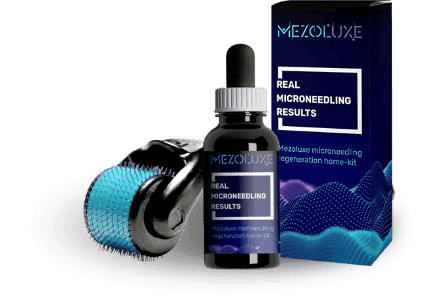 MEZOLUXE
REAL
MICRONEEDLING
RESULTS
Mezoluxe microneedling
regeneration home-kit
MEZOLUXE
REAL
MICRONEEDLING
RESULTS
Mezoluxe microneedling
regeneration home-kit